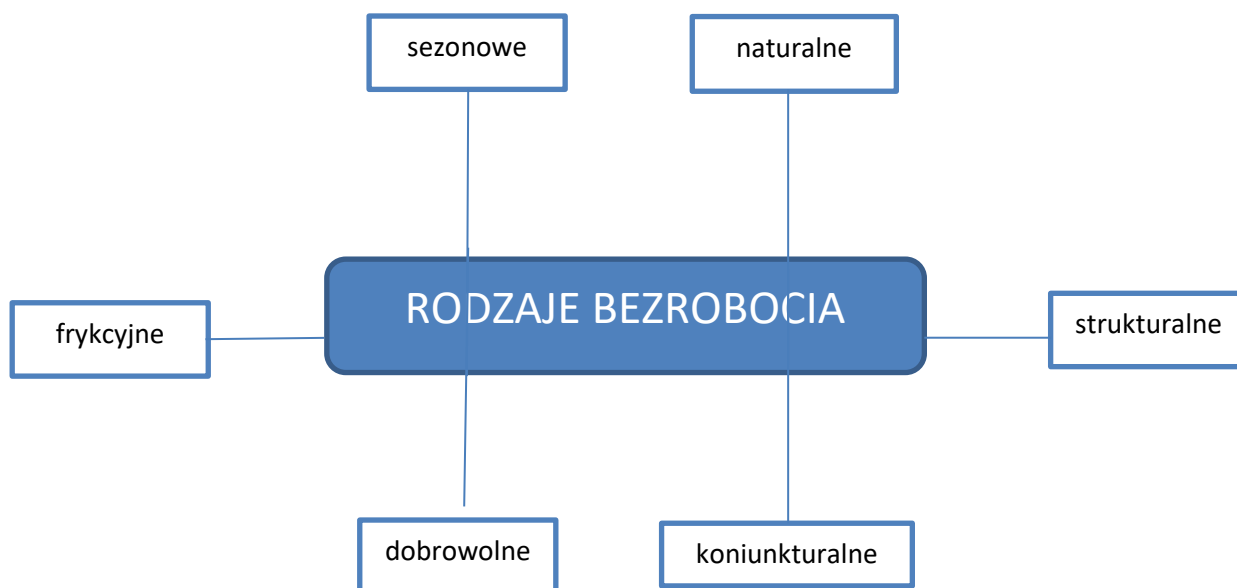 sezonowe
naturalne
RODZAJE BEZROBOCIA
frykcyjne
strukturalne
dobrowolne
koniunkturalne